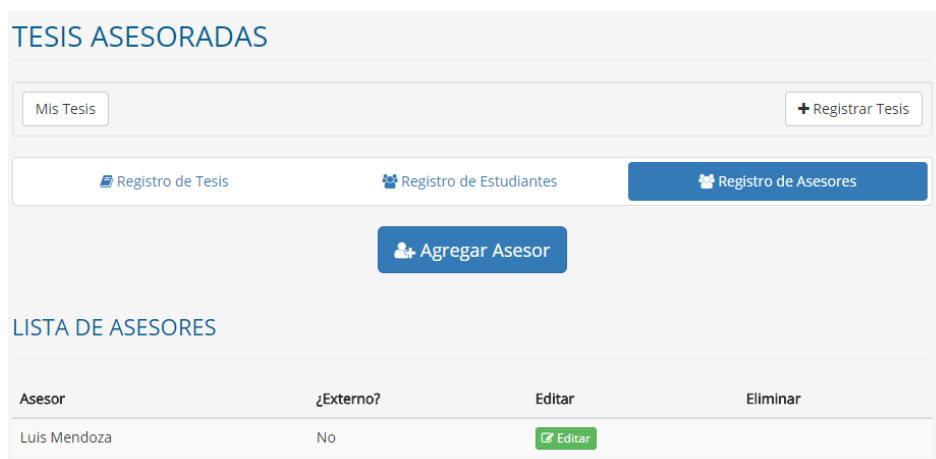 TESIS ASESORADAS
Mis Tesis
Registrar Tesis
Registro de Tesis
Registro de Estudiantes
Registro de Asesores
Agregar Asesor
LISTA DE ASESORES
Asesor ¿Externo? Editar Eliminar
Luis Mendoza No Editar